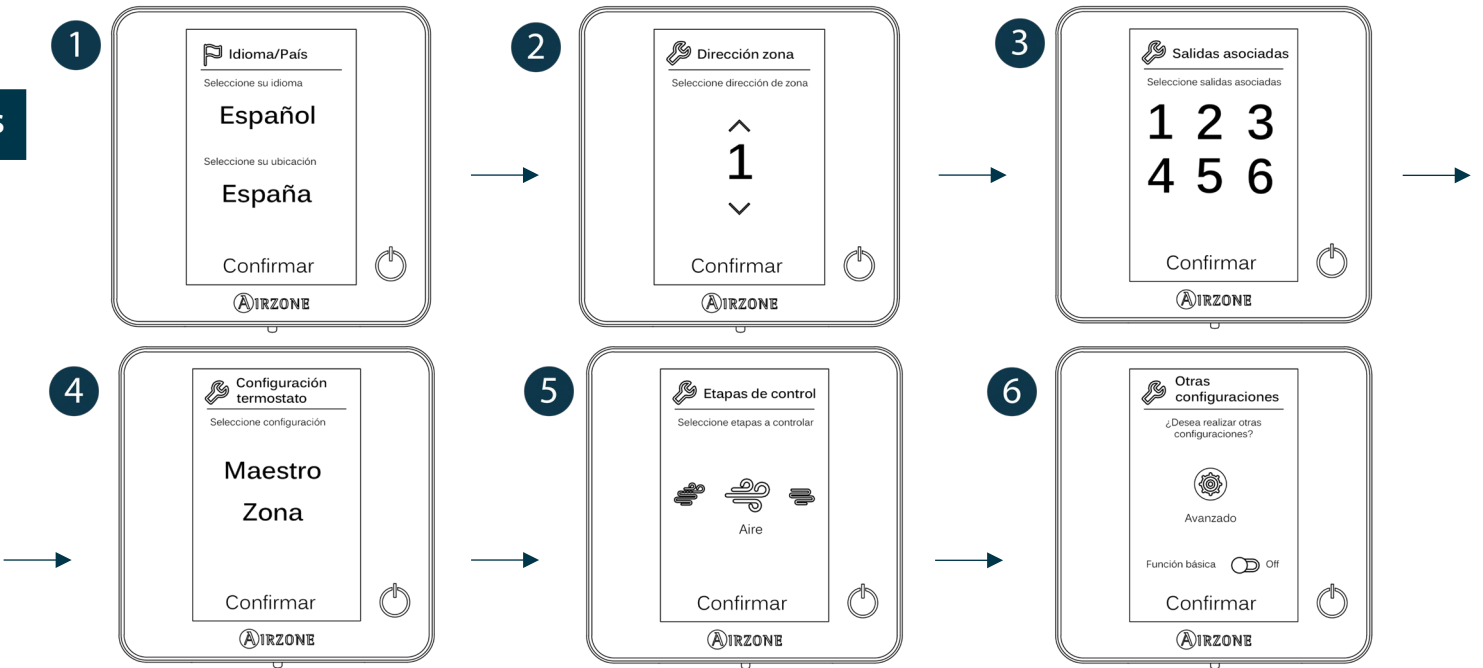 1
Idioma/País
Seleccione su idioma
Español
Seleccione su ubicación
España
Confirmar
AIRZONE
2
Dirección zona
Seleccione dirección de zona
1
Confirmar
AIRZONE
3
Salidas asociadas
Seleccione salidas asociadas
1 2 3
4 5 6
Confirmar
AIRZONE
4
Configuración
termostato
Seleccione configuración
Maestro
Zona
Confirmar
AIRZONE
5
Etapas de control
Seleccione etapas a controlar
Aire
Confirmar
AIRZONE
6
Otras
configuraciones
¿Desea realizar otras
configuraciones?
Avanzado
Función básica Off
Confirmar
AIRZONE